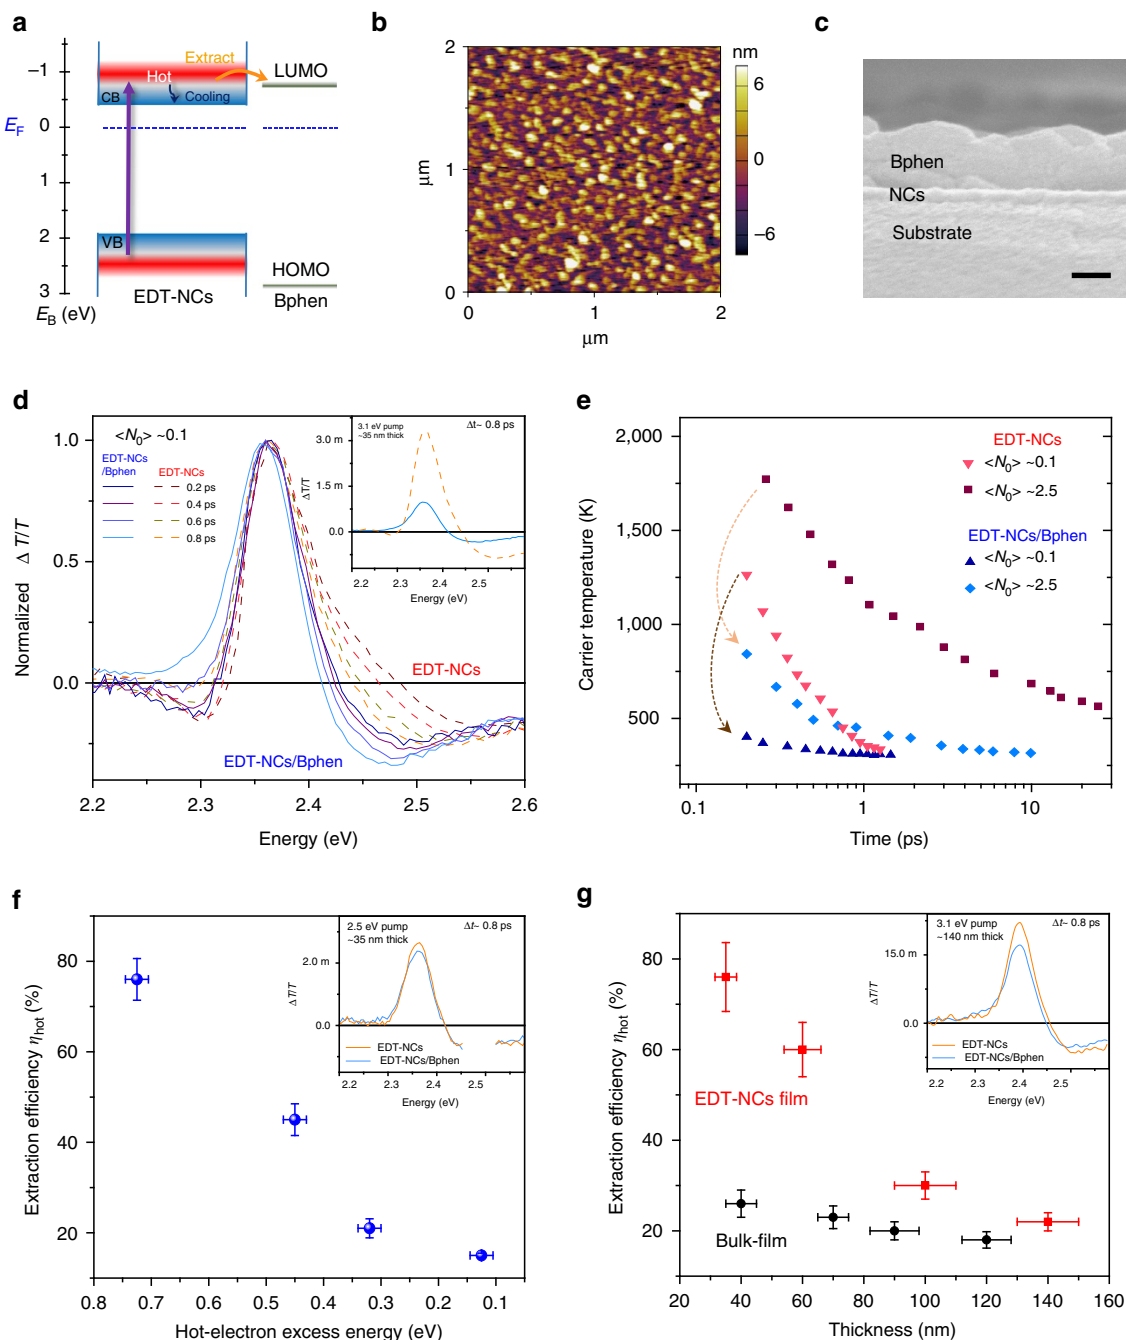 a
Extract
−1
Hot
LUMO
CB
Cooling
E_F
0
2
VB
HOMO
3
EDT-NCs
Bphen
E_B (eV)
b
nm
2
6
μm
1
0
−6
0
0
1
2
μm
c
Bphen
NCs
Substrate
d
<N_0> ~0.1
EDT-NCs
/Bphen
EDT-NCs
0.2 ps
0.4 ps
0.6 ps
0.8 ps
3.1 eV pump
~35 nm thick
Δt~ 0.8 ps
3.0 m
ΔT/T
1.5 m
0.0
2.2
2.3
2.4
2.5
Energy (eV)
Normalized ΔT/T
1.0
0.5
0.0
EDT-NCs
EDT-NCs/Bphen
2.2
2.3
2.4
2.5
2.6
Energy (eV)
e
2,000
EDT-NCs
<N_0> ~0.1
1,750
<N_0> ~2.5
Carrier temperature (K)
1,500
EDT-NCs/Bphen
1,250
<N_0> ~0.1
<N_0> ~2.5
1,000
750
500
0.1
1
10
Time (ps)
f
2.5 eV pump
~35 nm thick
Δt~ 0.8 ps
2.0 m
ΔT/T
0.0
EDT-NCs
EDT-NCs/Bphen
2.2
2.3
2.4
2.5
Energy (eV)
Extraction efficiency η_hot (%)
80
60
40
20
0.8
0.7
0.6
0.5
0.4
0.3
0.2
0.1
Hot-electron excess energy (eV)
g
3.1 eV pump
~140 nm thick
Δt~ 0.8 ps
15.0 m
ΔT/T
0.0
EDT-NCs
EDT-NCs/Bphen
2.2
2.3
2.4
2.5
Energy (eV)
Extraction efficiency η_hot (%)
80
60
40
20
EDT-NCs film
Bulk-film
20
40
60
80
100
120
140
160
Thickness (nm)